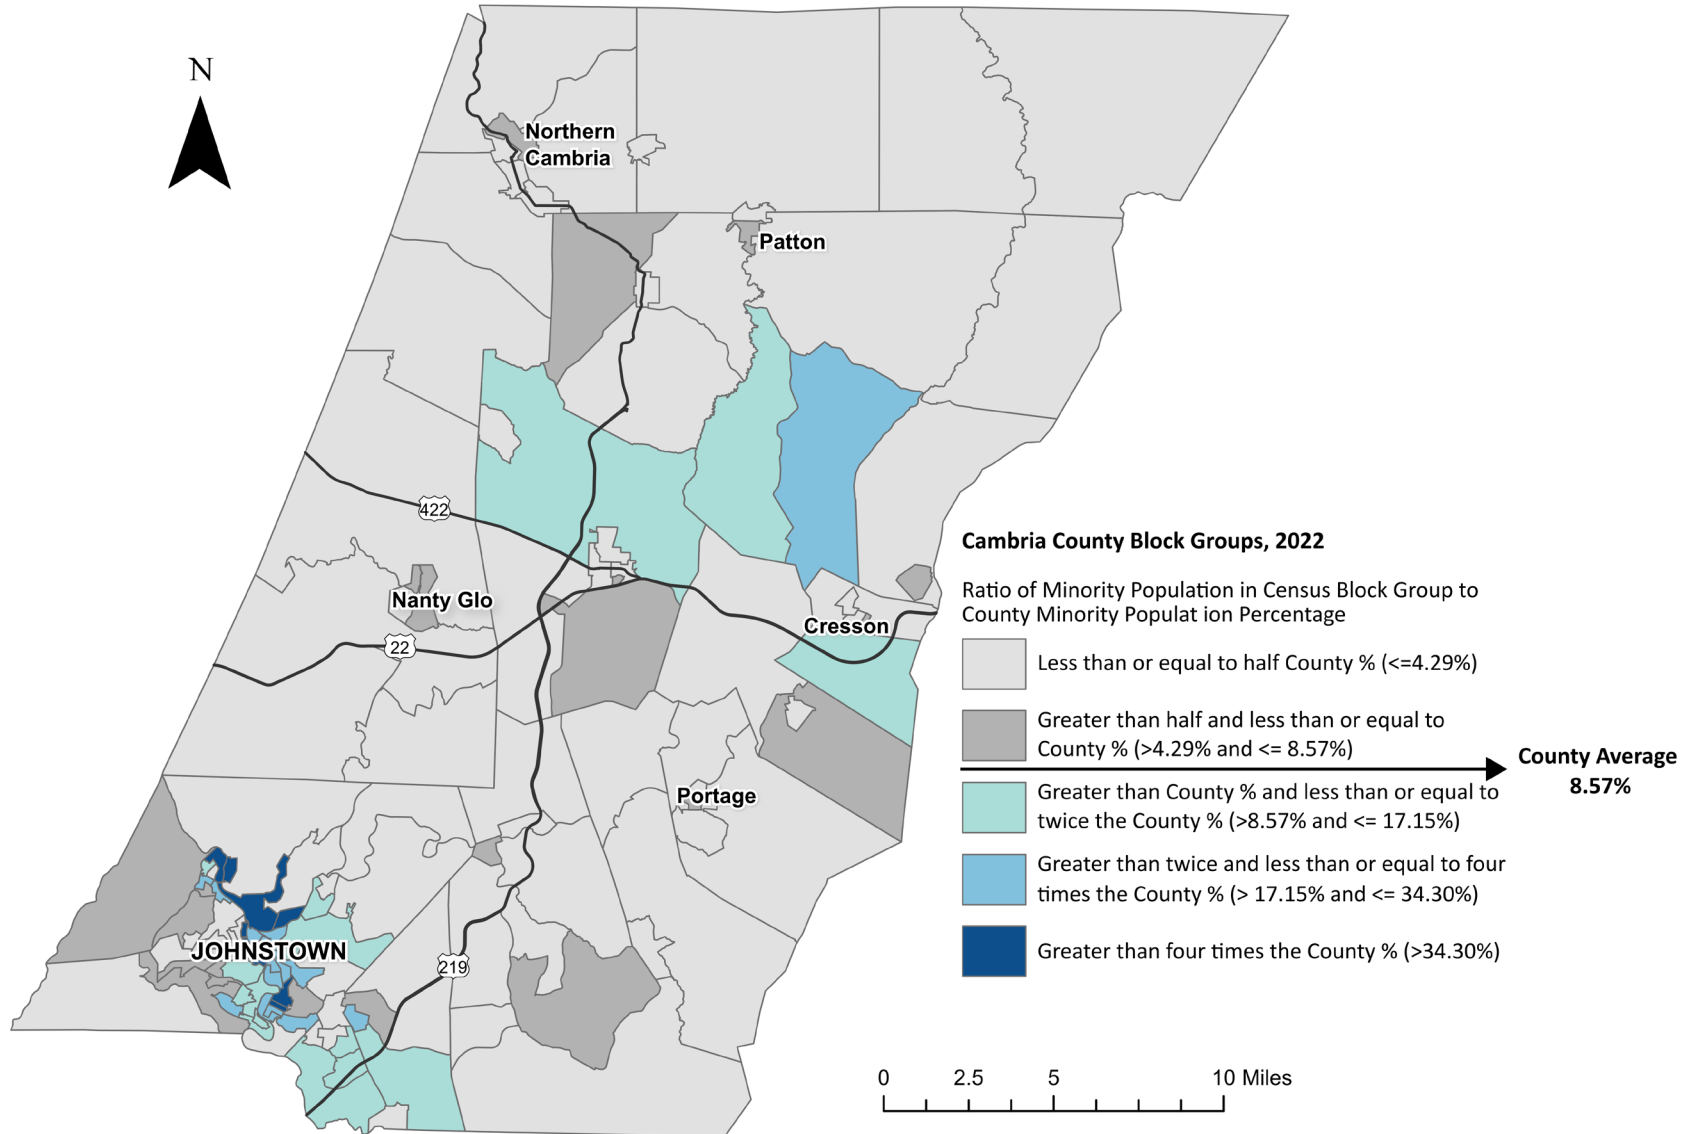 N
Northern
Cambria
Patton
422
Nanty Glo
22
Cresson
Portage
JOHNSTOWN
219
Cambria County Block Groups, 2022
Ratio of Minority Population in Census Block Group to
County Minority Populat ion Percentage
Less than or equal to half County % (<=4.29%)
Greater than half and less than or equal to
County % (>4.29% and <= 8.57%)
County Average
8.57%
Greater than County % and less than or equal to
twice the County % (>8.57% and <= 17.15%)
Greater than twice and less than or equal to four
times the County % (> 17.15% and <= 34.30%)
Greater than four times the County % (>34.30%)
0 2.5 5 10 Miles